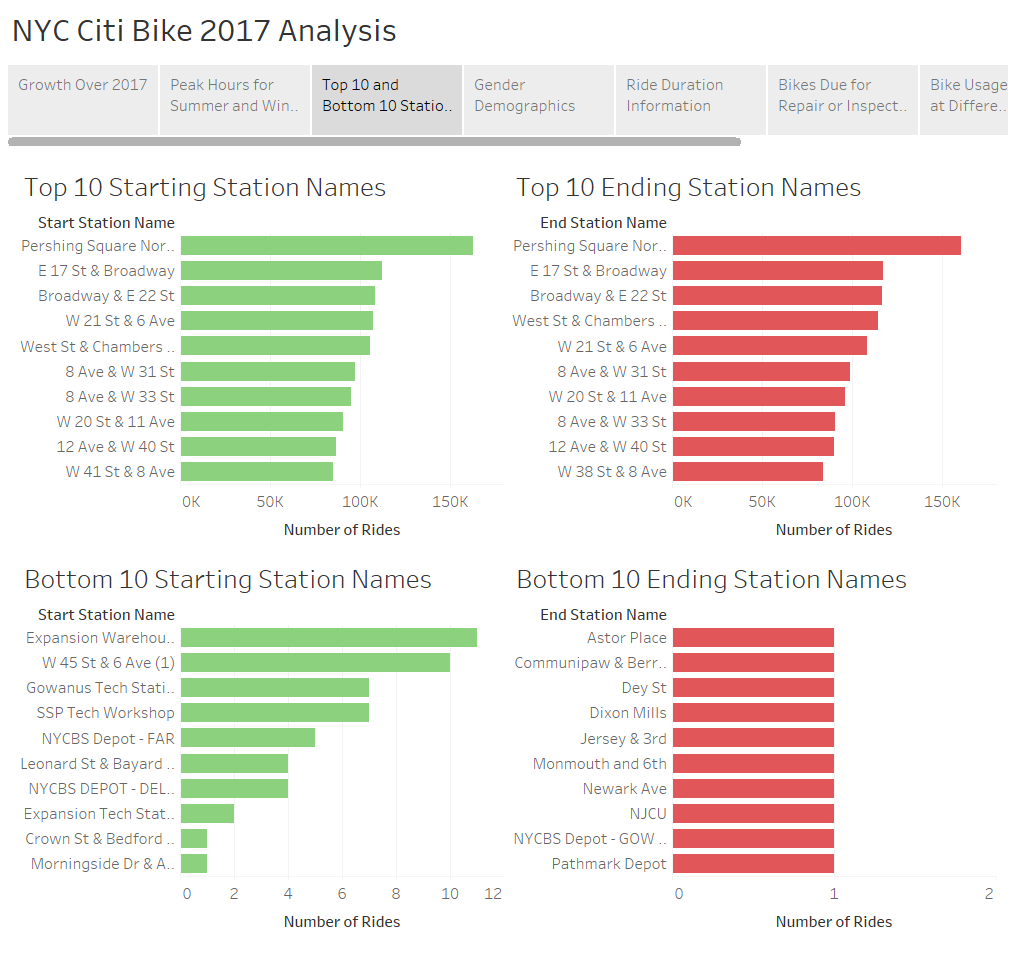 NYC Citi Bike 2017 Analysis
Growth Over 2017
Peak Hours for
Summer and Win..
Top 10 and
Bottom 10 Statio..
Gender
Demographics
Ride Duration
Information
Bikes Due for
Repair or Inspect..
Bike Usage
at Differe..
Top 10 Starting Station Names
Start Station Name
Pershing Square Nor..
E 17 St & Broadway
Broadway & E 22 St
W 21 St & 6 Ave
West St & Chambers ..
8 Ave & W 31 St
8 Ave & W 33 St
W 20 St & 11 Ave
12 Ave & W 40 St
W 41 St & 8 Ave
0K 50K 100K 150K
Number of Rides
Top 10 Ending Station Names
End Station Name
Pershing Square Nor..
E 17 St & Broadway
Broadway & E 22 St
West St & Chambers ..
W 21 St & 6 Ave
8 Ave & W 31 St
W 20 St & 11 Ave
8 Ave & W 33 St
12 Ave & W 40 St
W 38 St & 8 Ave
0K 50K 100K 150K
Number of Rides
Bottom 10 Starting Station Names
Start Station Name
Expansion Warehou..
W 45 St & 6 Ave (1)
Gowanus Tech Stati..
SSP Tech Workshop
NYCBS Depot - FAR
Leonard St & Bayard ..
NYCBS DEPOT - DEL..
Expansion Tech Stat..
Crown St & Bedford ..
Morningside Dr & A..
0 2 4 6 8 10 12
Number of Rides
Bottom 10 Ending Station Names
End Station Name
Astor Place
Communipaw & Berr..
Dey St
Dixon Mills
Jersey & 3rd
Monmouth and 6th
Newark Ave
NJCU
NYCBS Depot - GOW ..
Pathmark Depot
0 1 2
Number of Rides